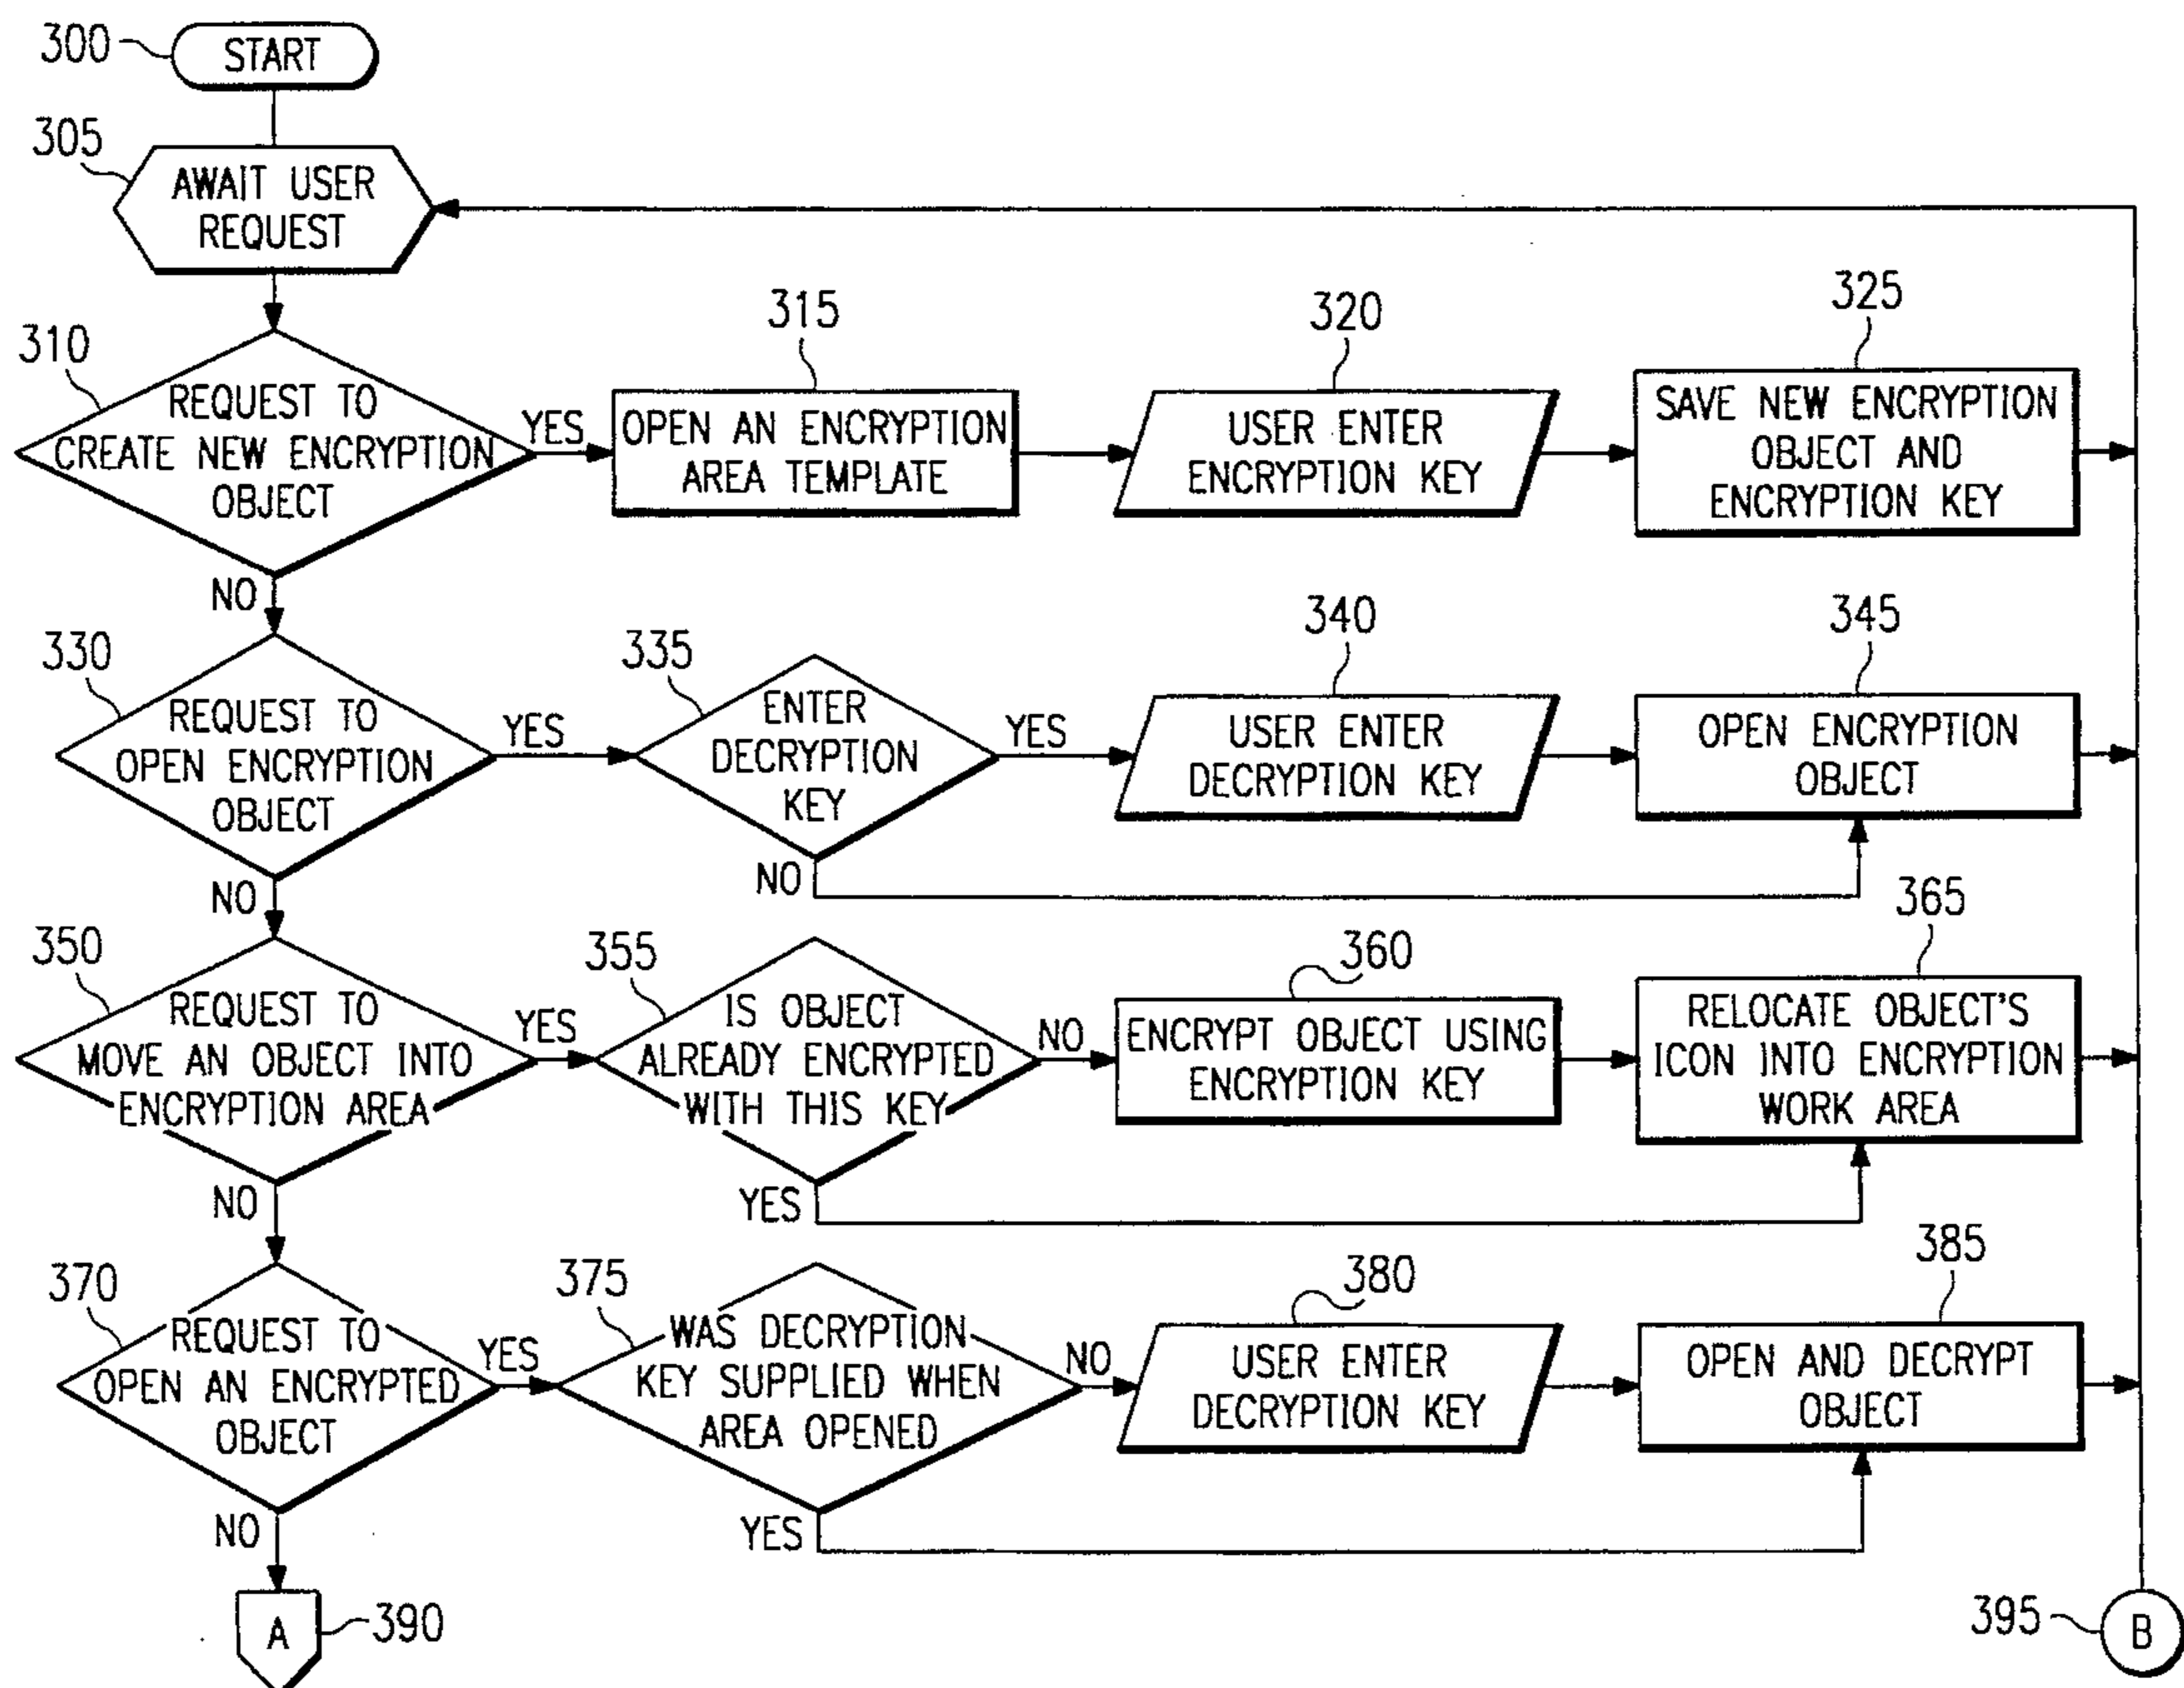 300
START
305
AWAIT USER
REQUEST
310
REQUEST TO
CREATE NEW ENCRYPTION
OBJECT
YES
315
OPEN AN ENCRYPTION
AREA TEMPLATE
320
USER ENTER
ENCRYPTION KEY
325
SAVE NEW ENCRYPTION
OBJECT AND
ENCRYPTION KEY
NO
330
REQUEST TO
OPEN ENCRYPTION
OBJECT
YES
335
ENTER
DECRYPTION
KEY
YES
340
USER ENTER
DECRYPTION KEY
345
OPEN ENCRYPTION
OBJECT
NO
NO
350
REQUEST TO
MOVE AN OBJECT INTO
ENCRYPTION AREA
YES
355
IS OBJECT
ALREADY ENCRYPTED
WITH THIS KEY
NO
360
ENCRYPT OBJECT USING
ENCRYPTION KEY
365
RELOCATE OBJECT'S
ICON INTO ENCRYPTION
WORK AREA
NO
YES
370
REQUEST TO
OPEN AN ENCRYPTED
OBJECT
YES
375
WAS DECRYPTION
KEY SUPPLIED WHEN
AREA OPENED
NO
380
USER ENTER
DECRYPTION KEY
385
OPEN AND DECRYPT
OBJECT
NO
YES
A
390
395
B